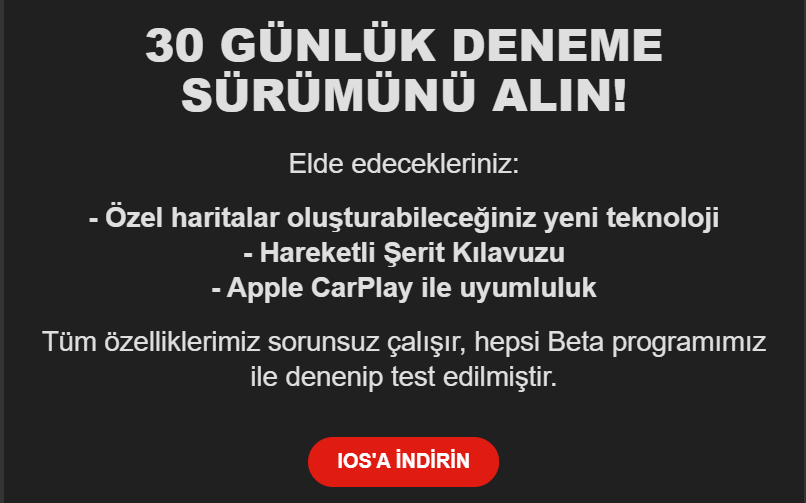 30 GÜNLÜK DENEME
SÜRÜMÜNÜ ALIN!
Elde edecekleriniz:
- Özel haritalar oluşturabileceğiniz yeni teknoloji
- Hareketli Şerit Kılavuzu
- Apple CarPlay ile uyumluluk
Tüm özelliklerimiz sorunsuz çalışır, hepsi Beta programımız
ile denenip test edilmiştir.
IOS'A İNDİRİN